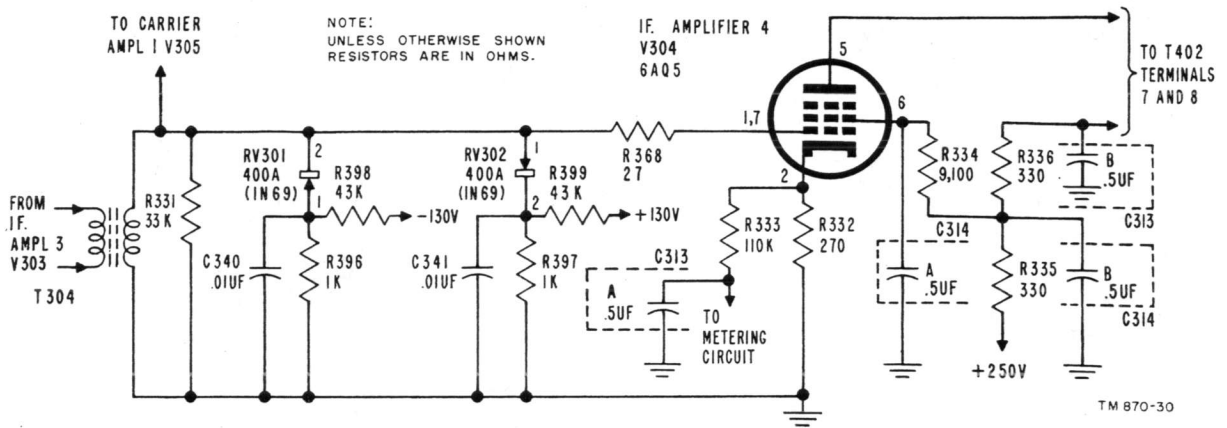 TO CARRIER
AMPL 1 V305
NOTE:
UNLESS OTHERWISE SHOWN
RESISTORS ARE IN OHMS.
I.F. AMPLIFIER 4
V304
6AQ5
5
TO T402
TERMINALS
7 AND 8
1,7
6
2
R368
27
RV301
400A
(IN69)
2
1
R398
43K
-130V
RV302
400A
(IN69)
1
2
R399
43K
+130V
R331
33K
FROM
I.F.
AMPL 3
V303
T304
C340
.01UF
R396
1K
C341
.01UF
R397
1K
R333
110K
R332
270
C313
A
.5UF
TO
METERING
CIRCUIT
R334
9,100
R336
330
B
.5UF
C313
C314
A
.5UF
R335
330
B
.5UF
C314
+250V
TM 870-30